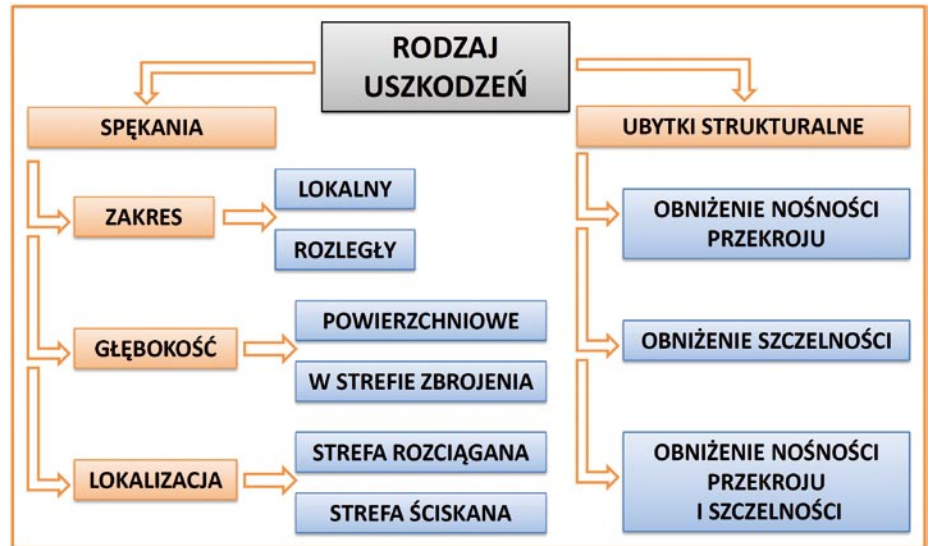 RODZAJ
USZKODZEŃ
SPĘKANIA
ZAKRES
LOKALNY
ROZLEGŁY
GŁĘBOKOŚĆ
POWIERZCHNIOWE
W STREFIE ZBROJENIA
LOKALIZACJA
STREFA ROZCIĄGANA
STREFA ŚCISKANA
UBYTKI STRUKTURALNE
OBNIŻENIE NOŚNOŚCI
PRZEKROJU
OBNIŻENIE SZCZELNOŚCI
OBNIŻENIE NOŚNOŚCI
PRZEKROJU
I SZCZELNOŚCI